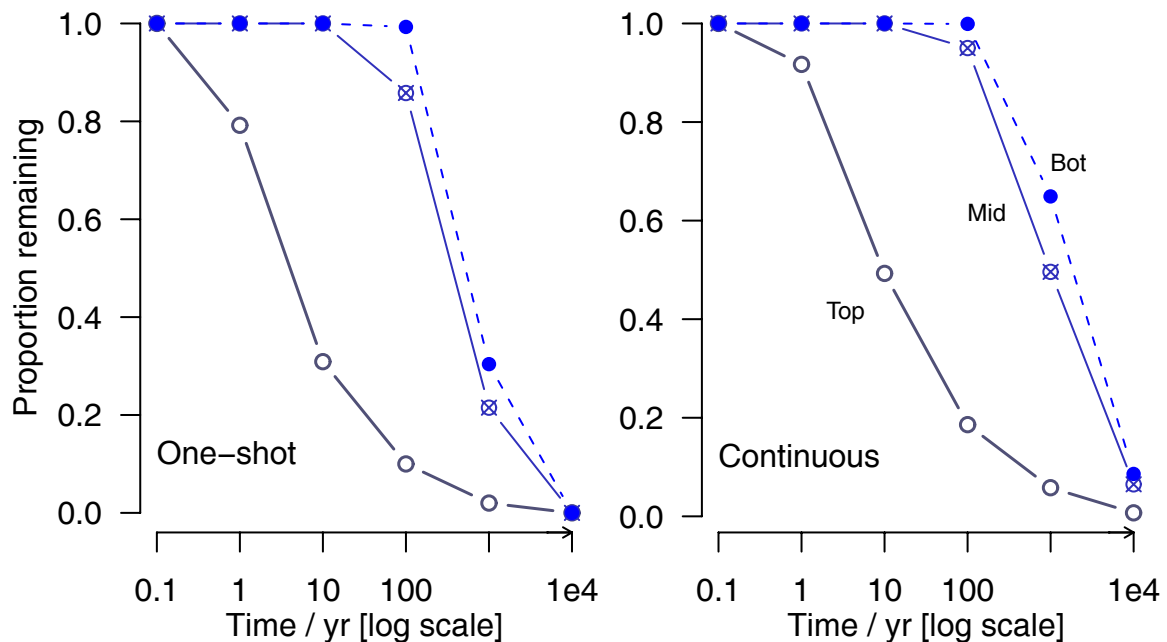 Proportion remaining
1.0
0.8
0.6
0.4
0.2
0.0
One−shot
0.1 1 10 100 1e4
Time / yr [log scale]
1.0
0.8
0.6
0.4
0.2
0.0
Bot
Mid
Top
Continuous
0.1 1 10 100 1e4
Time / yr [log scale]